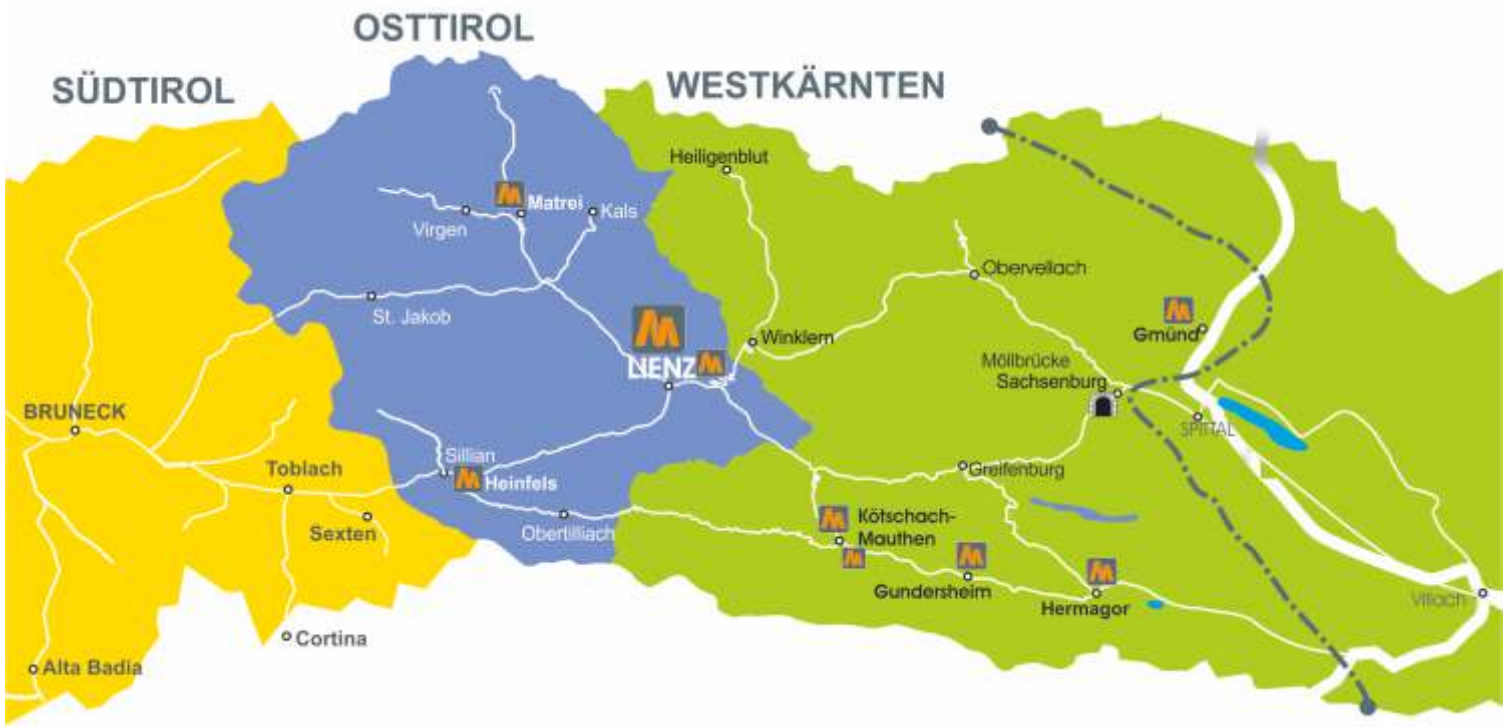 OSTTIROL
SÜDTIROL
WESTKÄRNTEN
Heiligenblut
Matrei
Kals
Virgen
Obervellach
St. Jakob
Gmünd
Winklern
LIENZ
Möllbrücke
Sachsenburg
BRUNECK
SPITTAL
Sillian
Toblach
Heinfels
Greifenburg
Sexten
Obertilliach
Kötschach-
Mauthen
Gundersheim
Hermagor
Villach
Cortina
Alta Badia